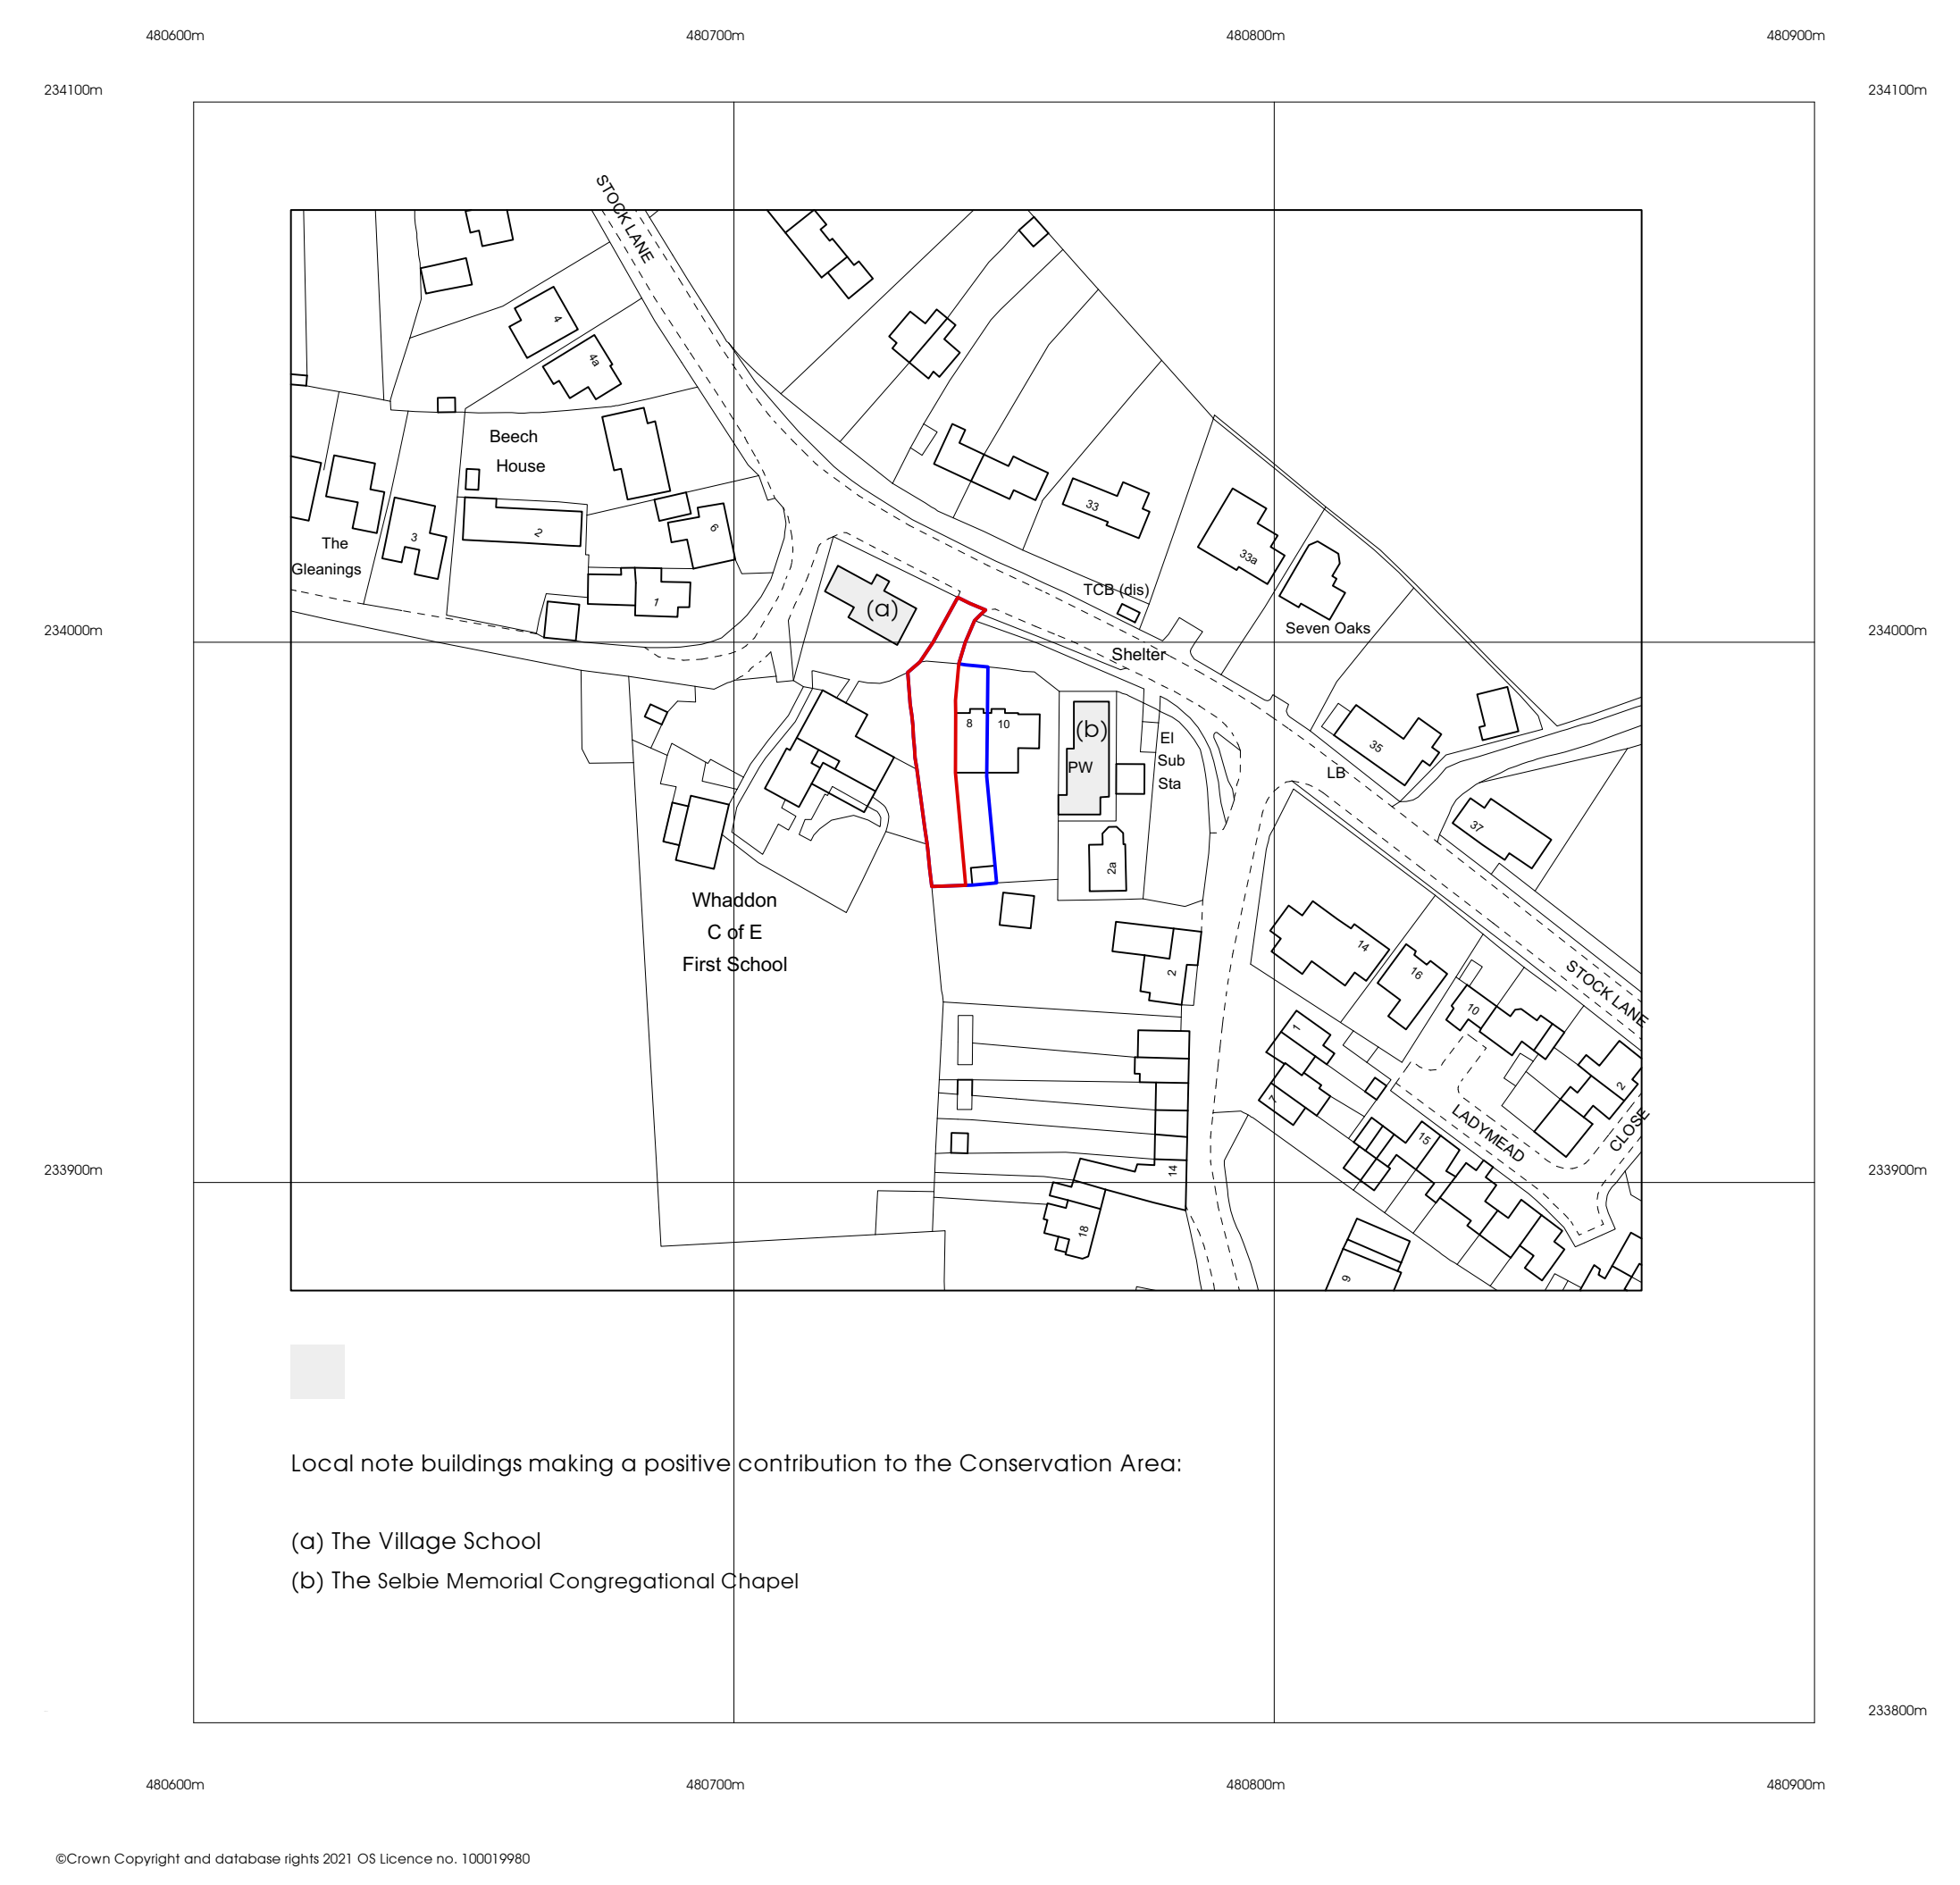 480600m
480700m
480800m
480900m
234100m
234100m
STOCK LANE
4
4a
Beech
House
33
33a
6
3
2
The
Gleanings
1
(a)
TCB (dis)
Seven Oaks
234000m
234000m
Shelter
8
10
(b)
PW
El
Sub
Sta
35
LB
37
2a
Whaddon
C of E
First School
14
16
2
STOCK LANE
10
1
2
7
LADYMEAD
CLOSE
15
14
233900m
233900m
18
9
Local note buildings making a positive contribution to the Conservation Area:
(a) The Village School
(b) The Selbie Memorial Congregational Chapel
233800m
480600m
480700m
480800m
480900m
©Crown Copyright and database rights 2021 OS Licence no. 100019980